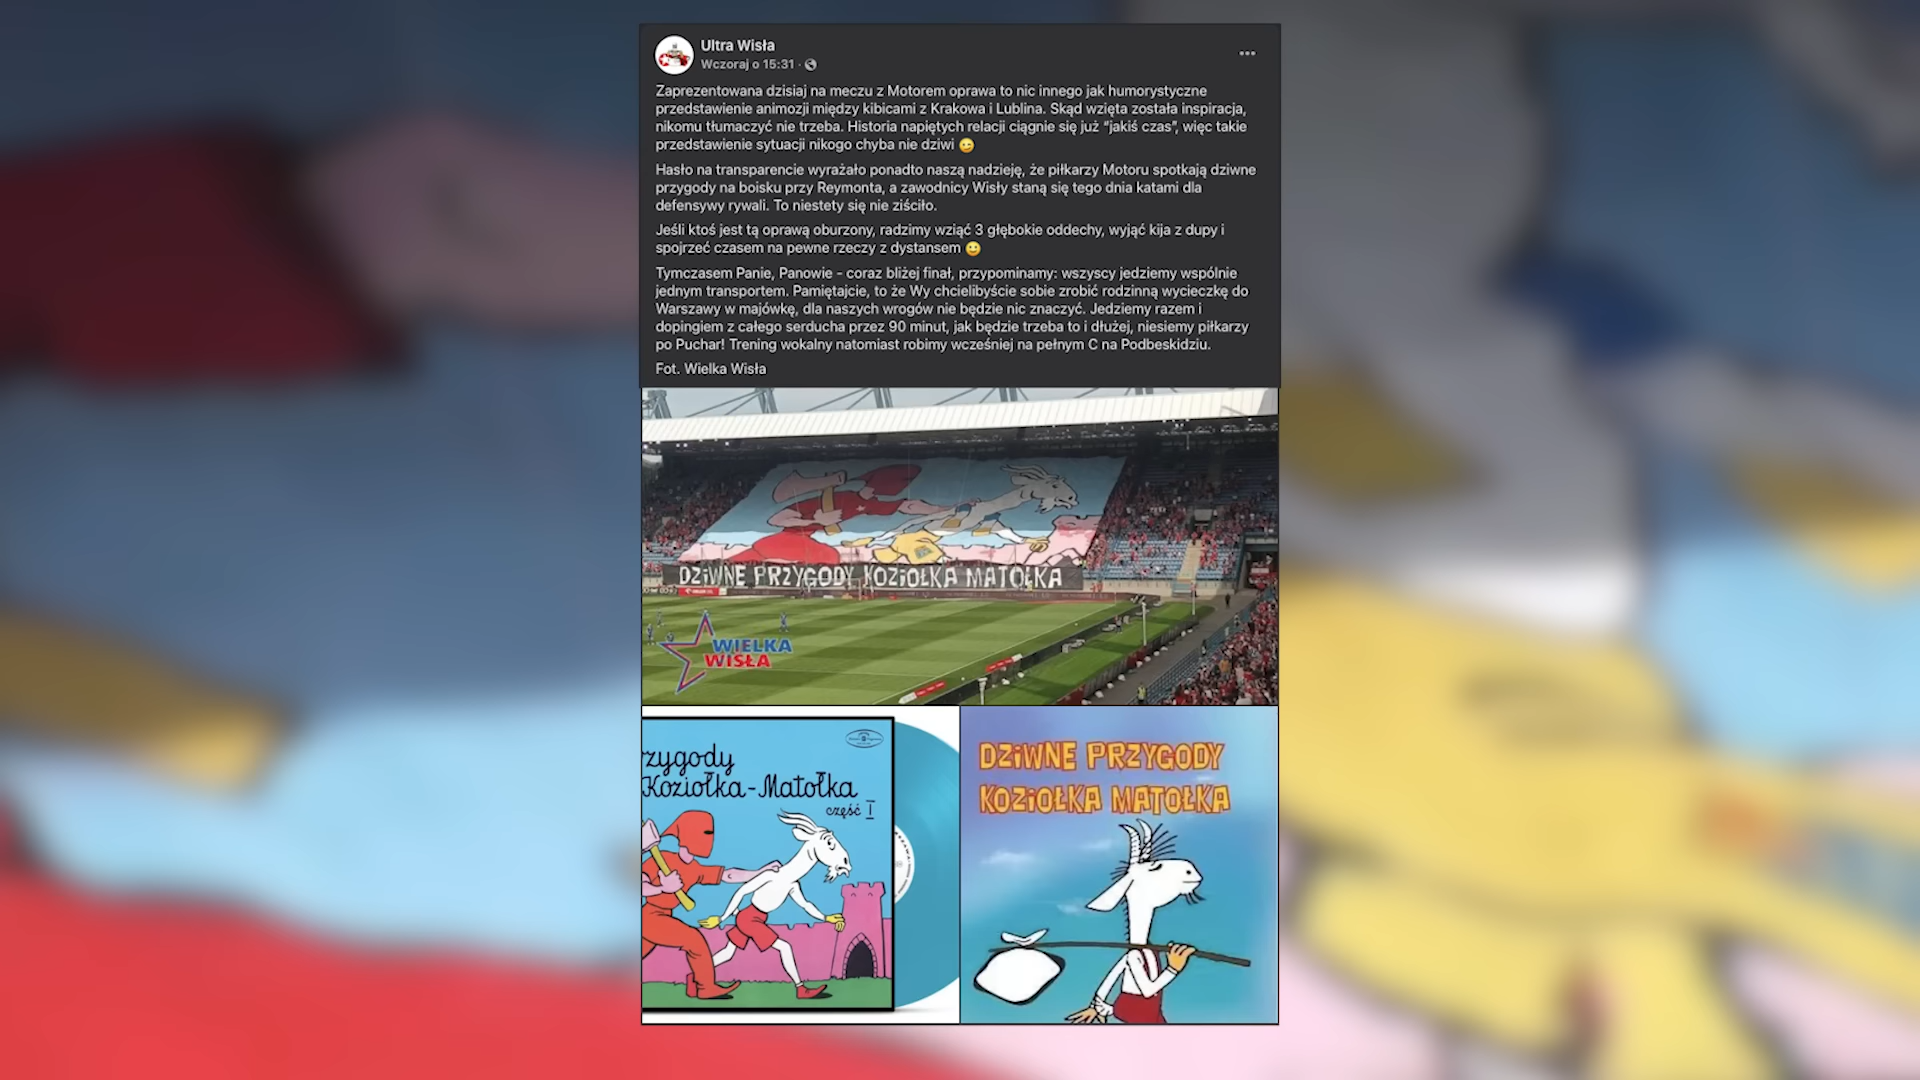 Ultra Wisła
Wczoraj o 15:31 ·
Zaprezentowana dzisiaj na meczu z Motorem oprawa to nic innego jak humorystyczne
przedstawienie animozji między kibicami z Krakowa i Lublina. Skąd wzięta została inspiracja,
nikomu tłumaczyć nie trzeba. Historia napiętych relacji ciągnie się już "jakiś czas", więc takie
przedstawienie sytuacji nikogo chyba nie dziwi 😉
Hasło na transparencie wyrażało ponadto naszą nadzieję, że piłkarzy Motoru spotkają dziwne
przygody na boisku przy Reymonta, a zawodnicy Wisły staną się tego dnia katami dla
defensywy rywali. To niestety się nie ziściło.
Jeśli ktoś jest tą oprawą oburzony, radzimy wziąć 3 głębokie oddechy, wyjąć kija z dupy i
spojrzeć czasem na pewne rzeczy z dystansem 😀
Tymczasem Panie, Panowie - coraz bliżej finał, przypominamy: wszyscy jedziemy wspólnie
jednym transportem. Pamiętajcie, to że Wy chcielibyście sobie zrobić rodzinną wycieczkę do
Warszawy w majówkę, dla naszych wrogów nie będzie nic znaczyć. Jedziemy razem i
dopingiem z całego serducha przez 90 minut, jak będzie trzeba to i dłużej, niesiemy piłkarzy
po Puchar! Trening wokalny natomiast robimy wcześniej na pełnym C na Podbeskidziu.
Fot. Wielka Wisła
DZIWNE PRZYGODY KOZIOŁKA MATOŁKA
WIELKA
WISŁA
rzygody
Koziołka-Matołka
część I
DZIWNE PRZYGODY
KOZIOŁKA MATOŁKA